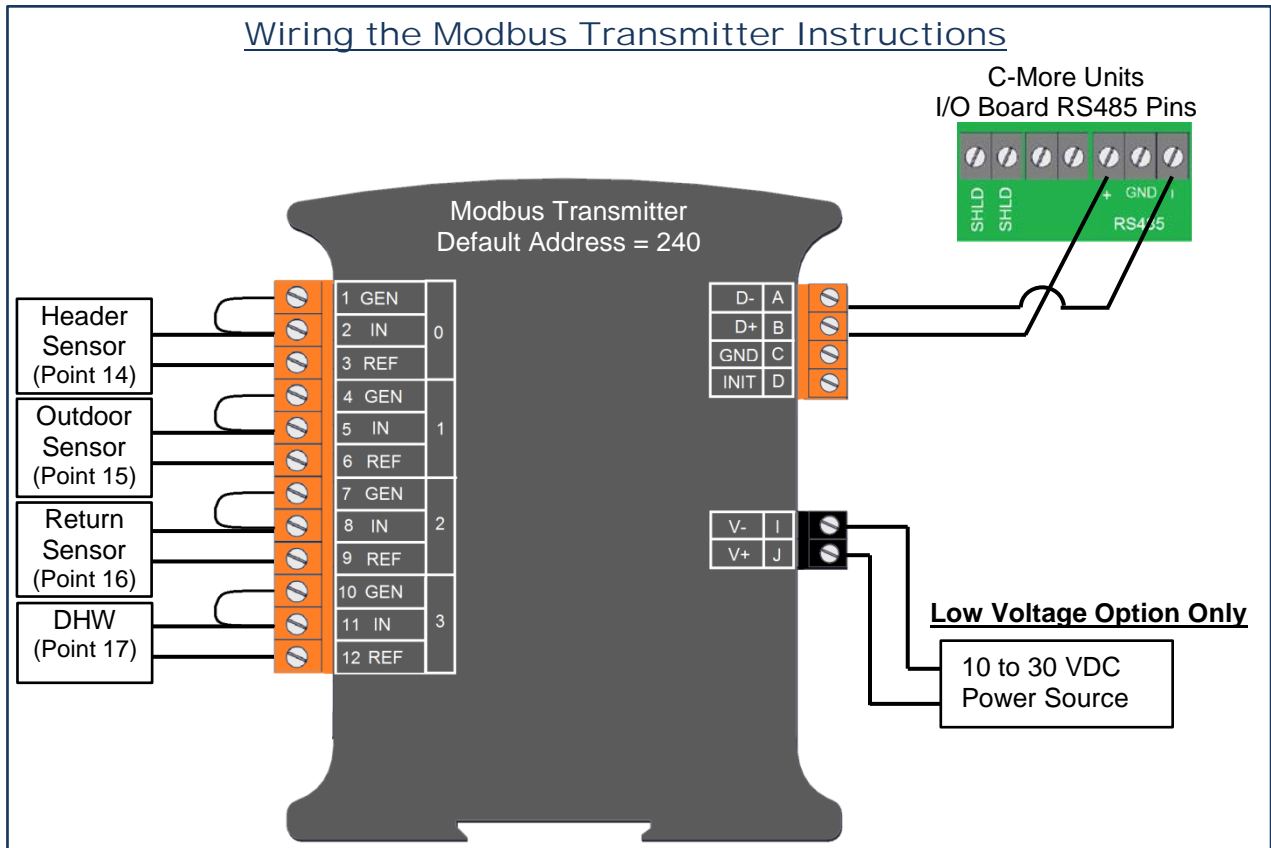 Wiring the Modbus Transmitter Instructions
C-More Units
I/O Board RS485 Pins
SHLD
SHLD
+ GND -
RS485
Modbus Transmitter
Default Address = 240
Header
Sensor
(Point 14)
Outdoor
Sensor
(Point 15)
Return
Sensor
(Point 16)
DHW
(Point 17)
1 GEN
2 IN
3 REF
0
4 GEN
5 IN
6 REF
1
7 GEN
8 IN
9 REF
2
10 GEN
11 IN
12 REF
3
D- A
D+ B
GND C
INIT D
V- I
V+ J
Low Voltage Option Only
10 to 30 VDC
Power Source